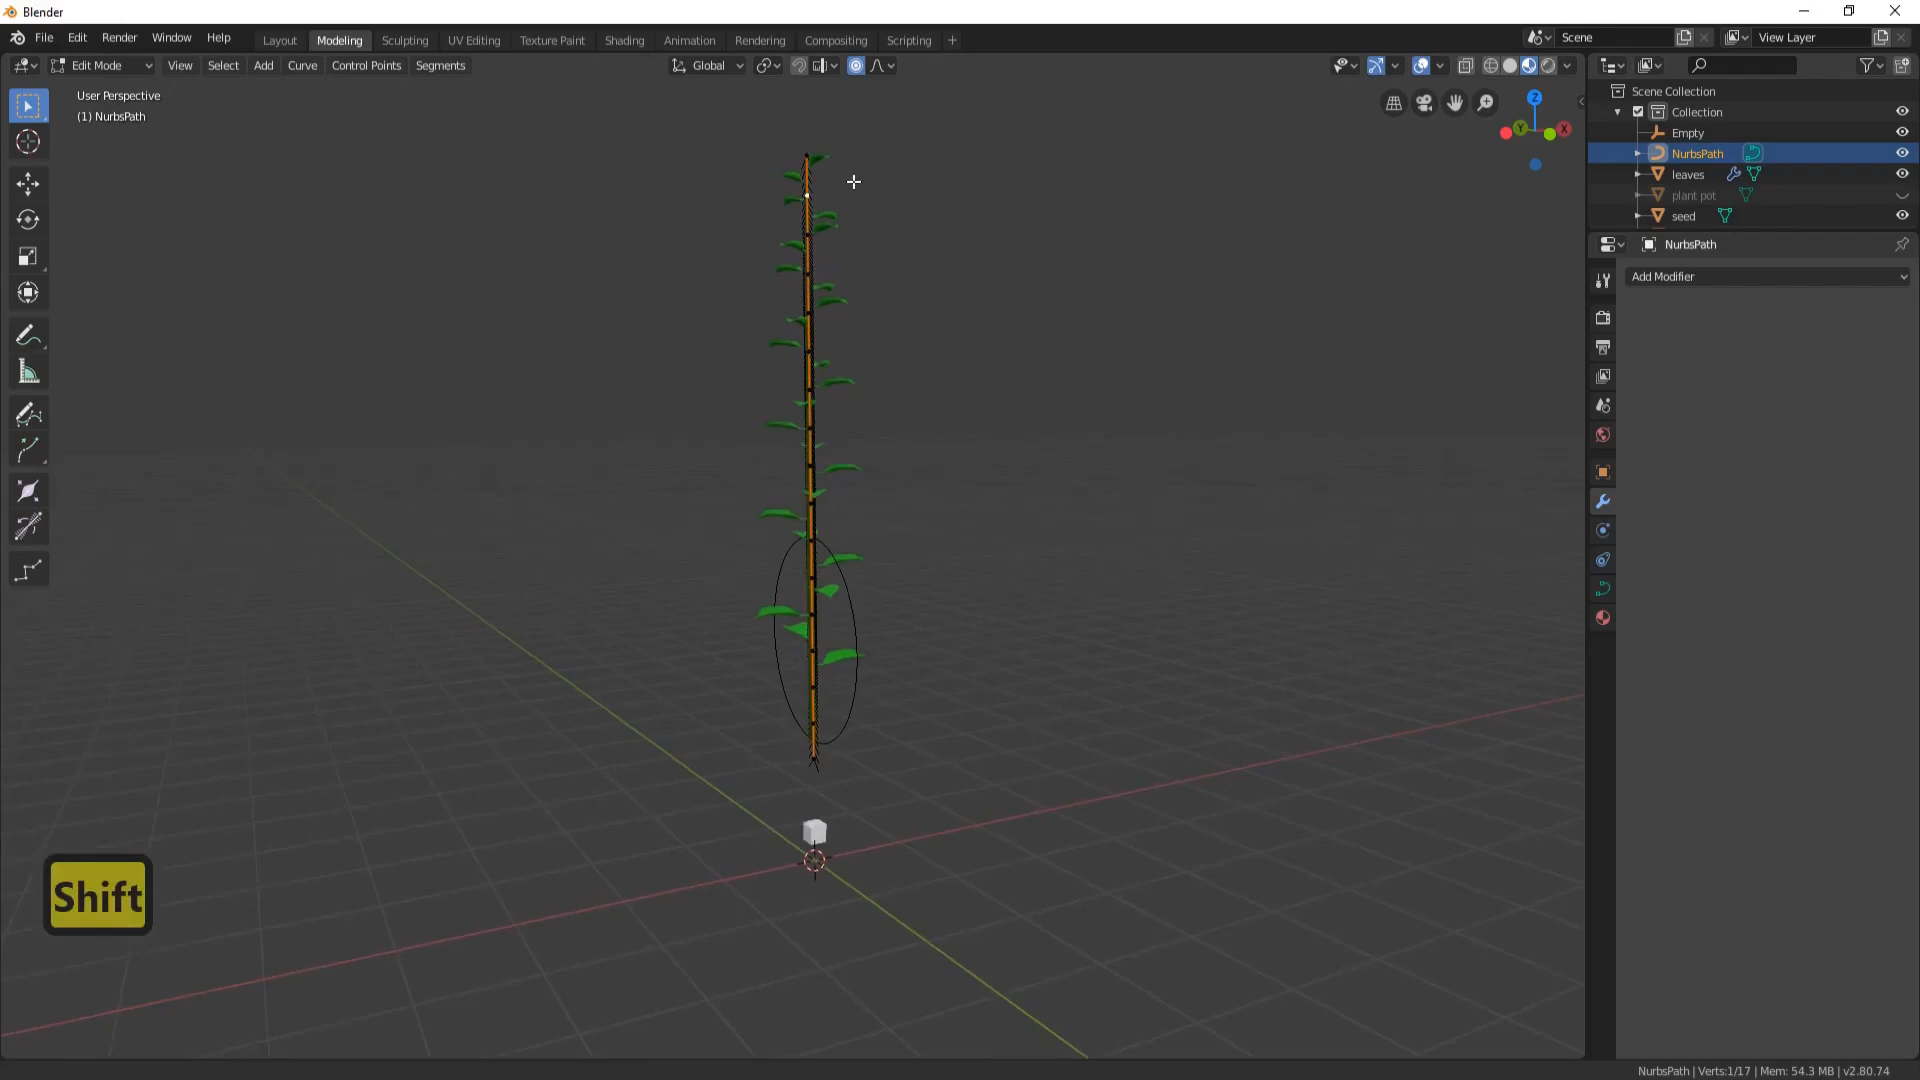 Blender
File Edit Render Window Help
Layout Modeling Sculpting UV Editing Texture Paint Shading Animation Rendering Compositing Scripting +
Scene
View Layer
Edit Mode View Select Add Curve Control Points Segments
Global
User Perspective
(1) NurbsPath
Z
Y
X
Scene Collection
Collection
Empty
NurbsPath
leaves
plant pot
seed
NurbsPath
Add Modifier
Shift
NurbsPath | Verts:1/17 | Mem: 54.3 MB | v2.80.74